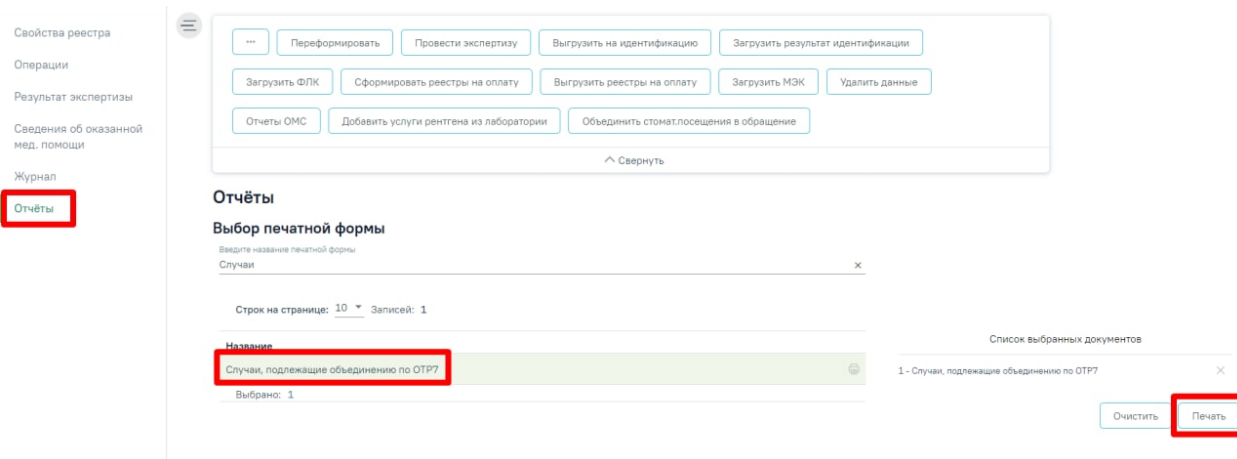 Свойства реестра
Операции
Результат экспертизы
Сведения об оказанной
мед. помощи
Журнал
Отчёты
... Переформировать Провести экспертизу Выгрузить на идентификацию Загрузить результат идентификации
Загрузить ФЛК Сформировать реестры на оплату Выгрузить реестры на оплату Загрузить МЭК Удалить данные
Отчеты ОМС Добавить услуги рентгена из лаборатории Объединить стомат.посещения в обращение
Свернуть
Отчёты
Выбор печатной формы
Введите название печатной формы
Случаи
Строк на странице: 10 Записей: 1
Название
Случаи, подлежащие объединению по ОТР7
Выбрано: 1
Список выбранных документов
1 - Случаи, подлежащие объединению по ОТР7
Очистить Печать